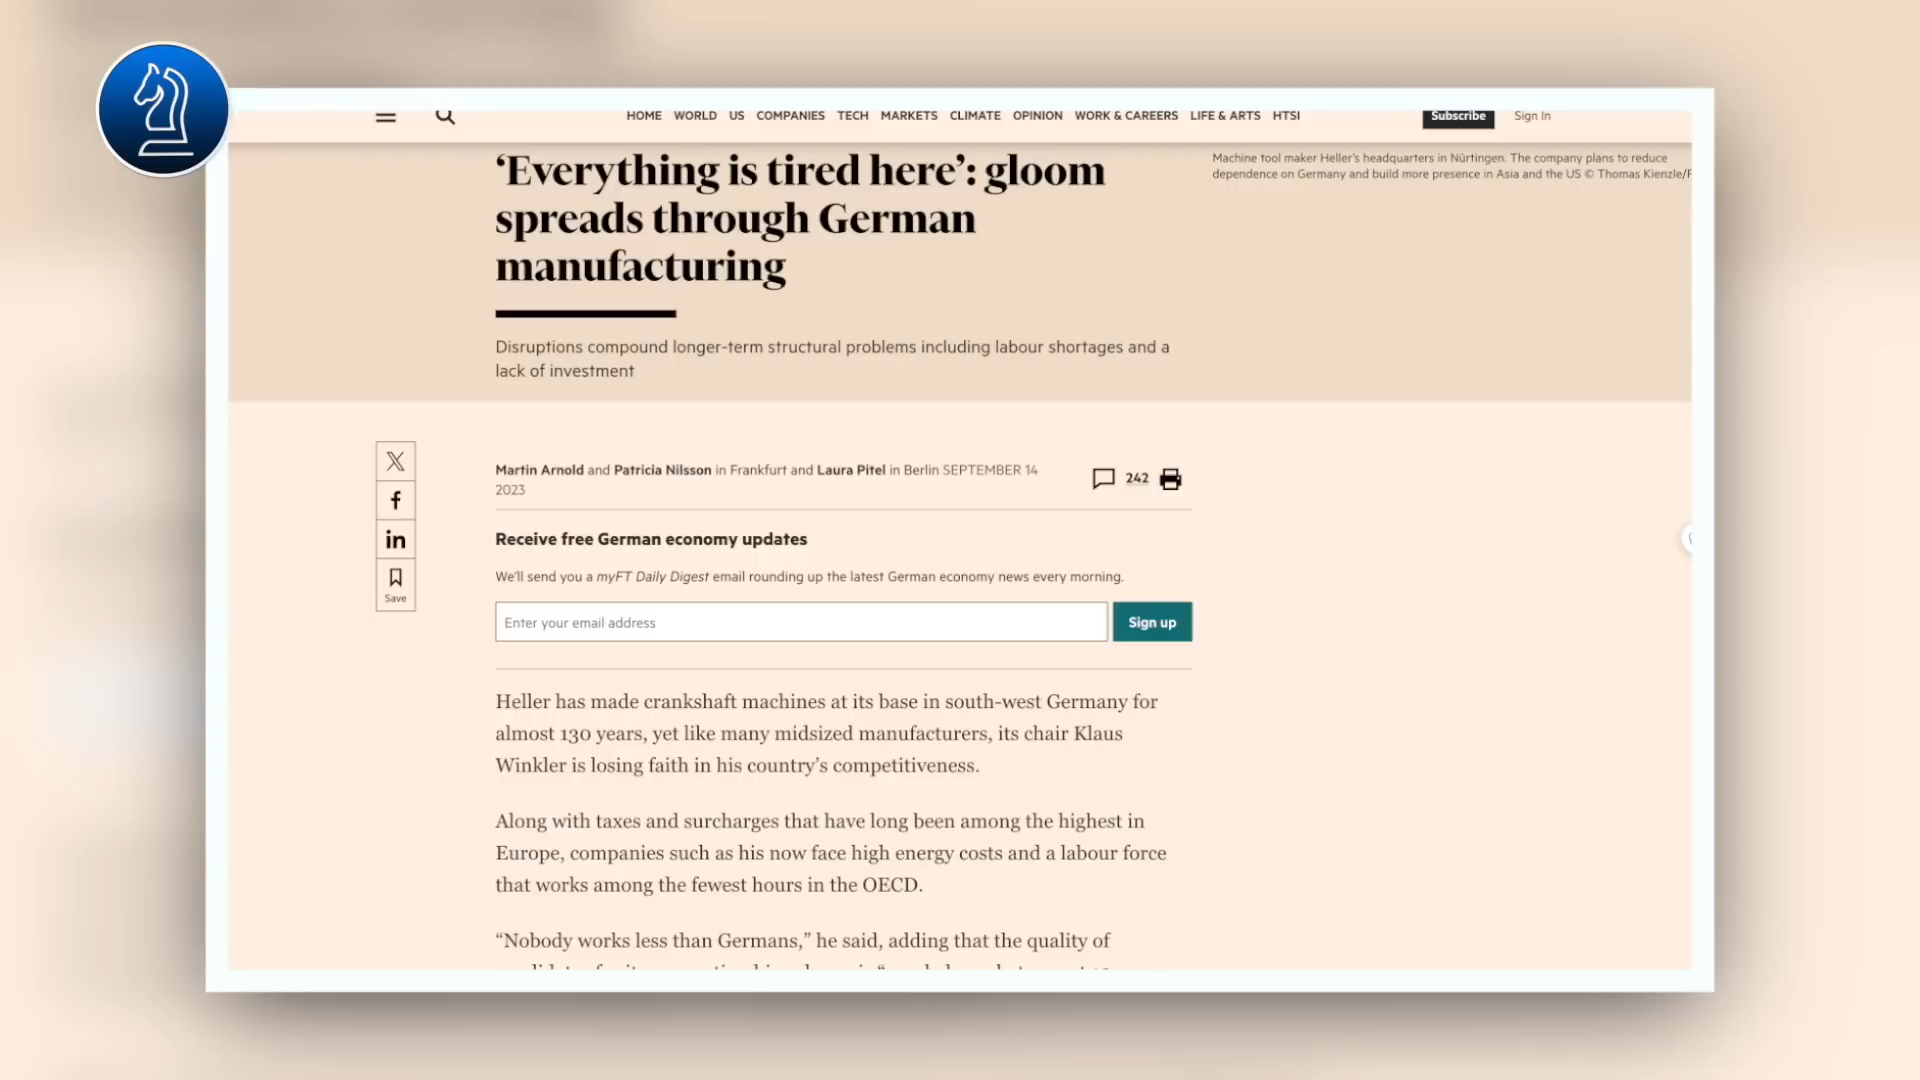 HOME WORLD US COMPANIES TECH MARKETS CLIMATE OPINION WORK & CAREERS LIFE & ARTS HTSI
Subscribe Sign In
‘Everything is tired here’: gloom
spreads through German
manufacturing
Machine tool maker Heller's headquarters in Nürtingen. The company plans to reduce
dependence on Germany and build more presence in Asia and the US © Thomas Kienzle/F
Disruptions compound longer-term structural problems including labour shortages and a
lack of investment
Save
Martin Arnold and Patricia Nilsson in Frankfurt and Laura Pitel in Berlin SEPTEMBER 14
2023
242
Receive free German economy updates
We'll send you a myFT Daily Digest email rounding up the latest German economy news every morning.
Enter your email address
Sign up
Heller has made crankshaft machines at its base in south-west Germany for
almost 130 years, yet like many midsized manufacturers, its chair Klaus
Winkler is losing faith in his country’s competitiveness.
Along with taxes and surcharges that have long been among the highest in
Europe, companies such as his now face high energy costs and a labour force
that works among the fewest hours in the OECD.
“Nobody works less than Germans,” he said, adding that the quality of